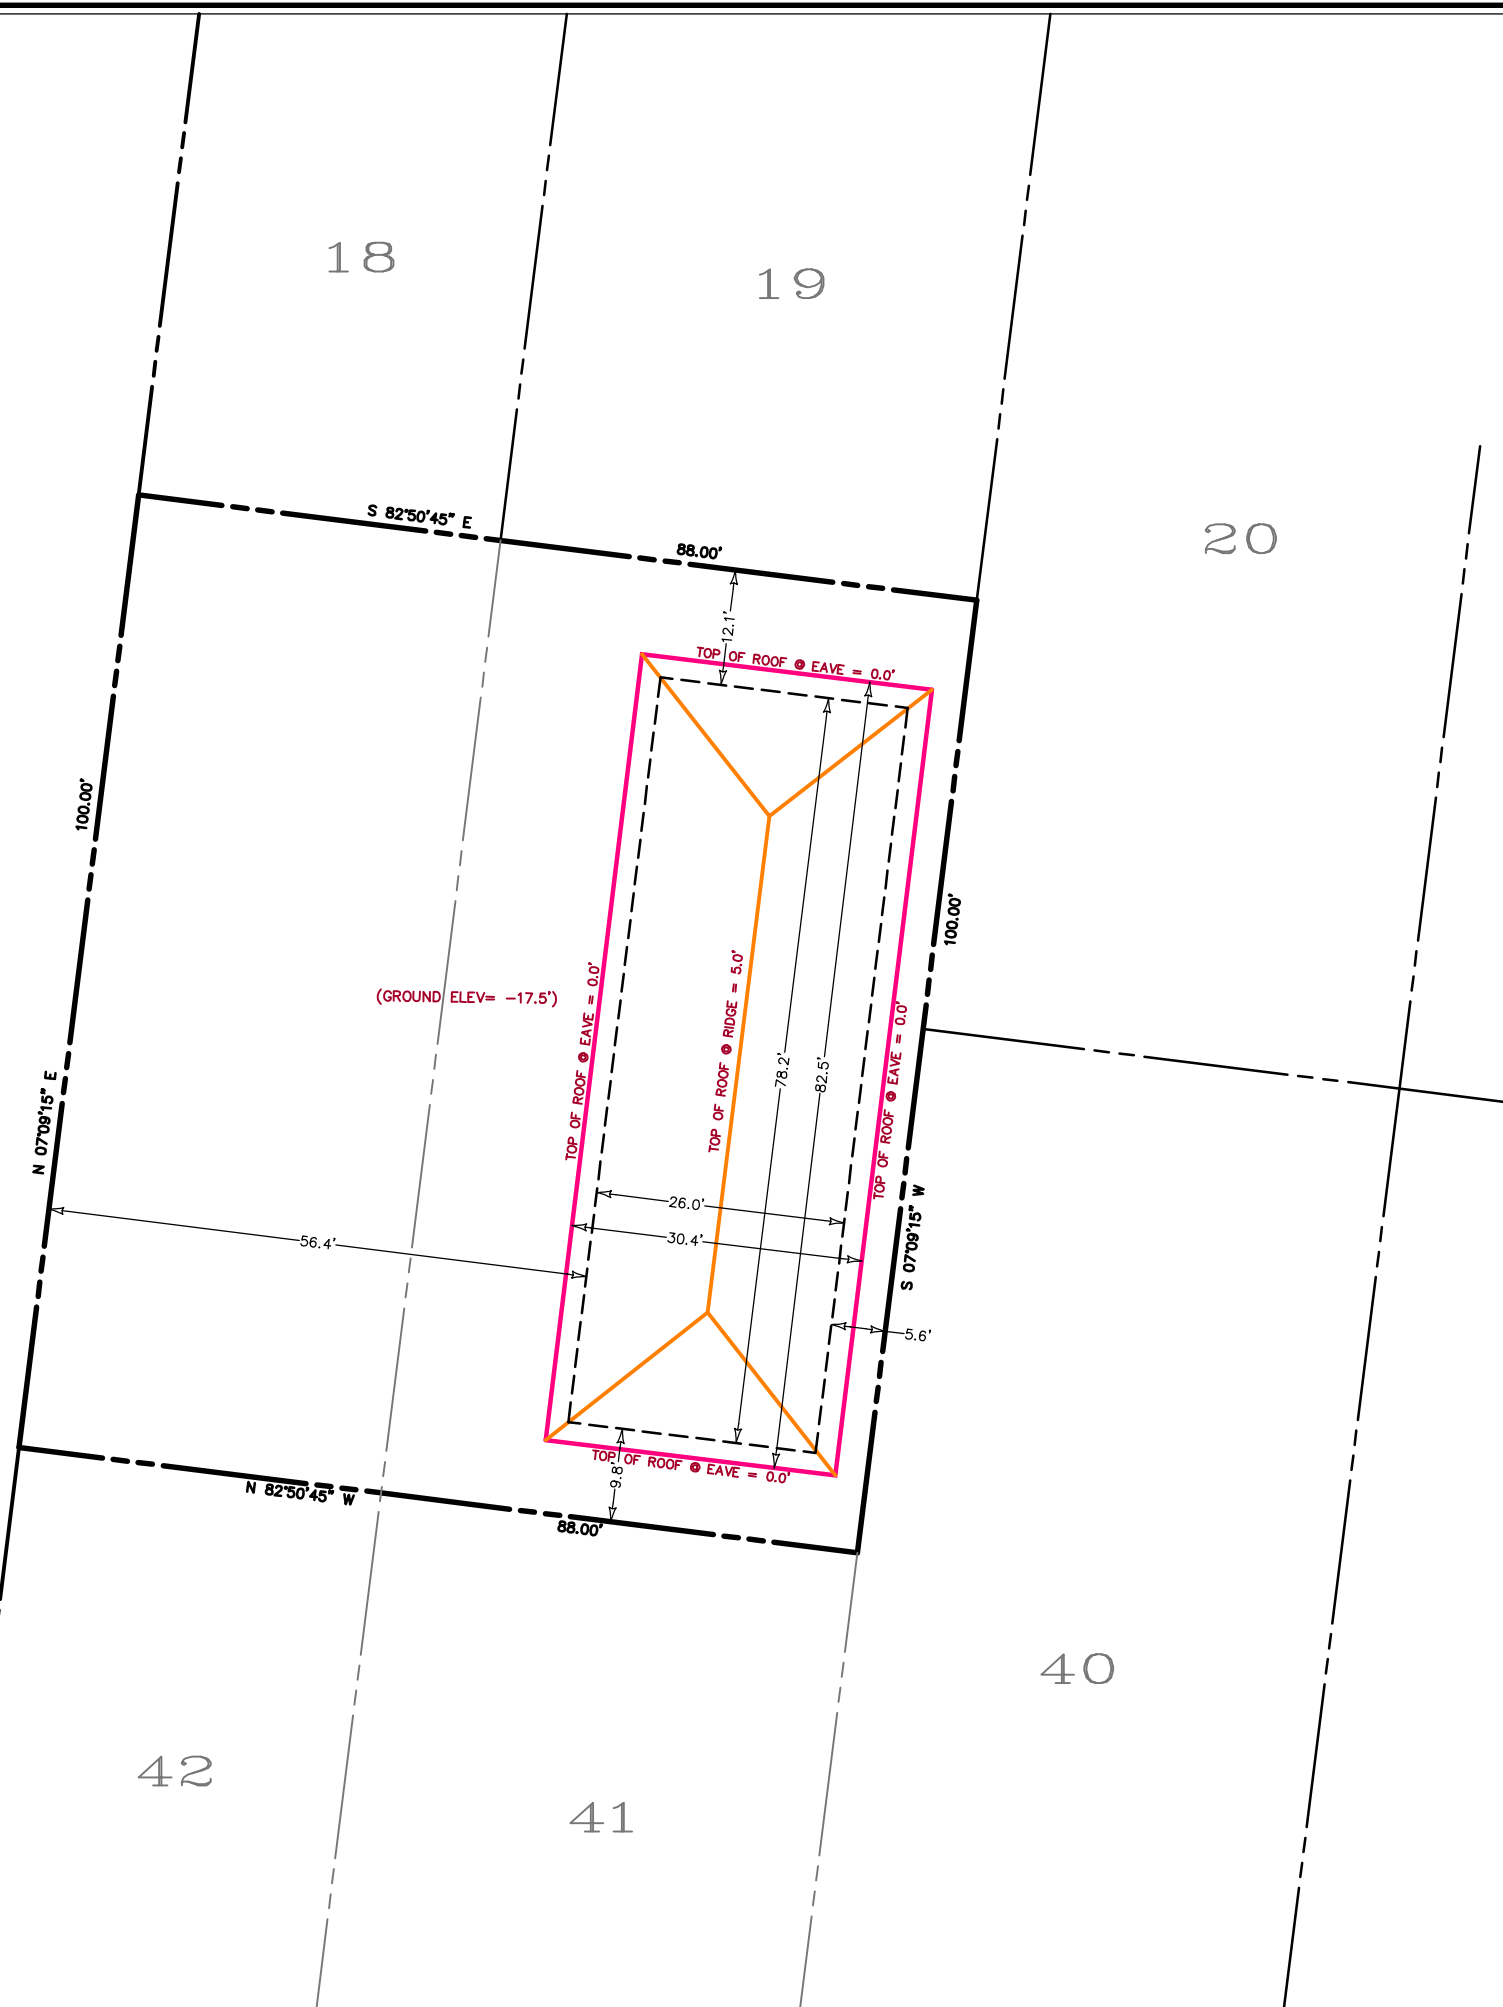 18
19
20
S 82°50'45" E
88.00'
12.1'
TOP OF ROOF @ EAVE = 0.0'
100.00'
100.00'
(GROUND ELEV= -17.5')
TOP OF ROOF @ EAVE = 0.0'
TOP OF ROOF @ RIDGE = 5.0'
78.2'
82.5'
TOP OF ROOF @ EAVE = 0.0'
N 07°09'15" E
26.0'
30.4'
56.4'
S 07°09'15" W
5.6'
TOP OF ROOF @ EAVE = 0.0'
9.8'
N 82°50'45" W
88.00'
40
42
41